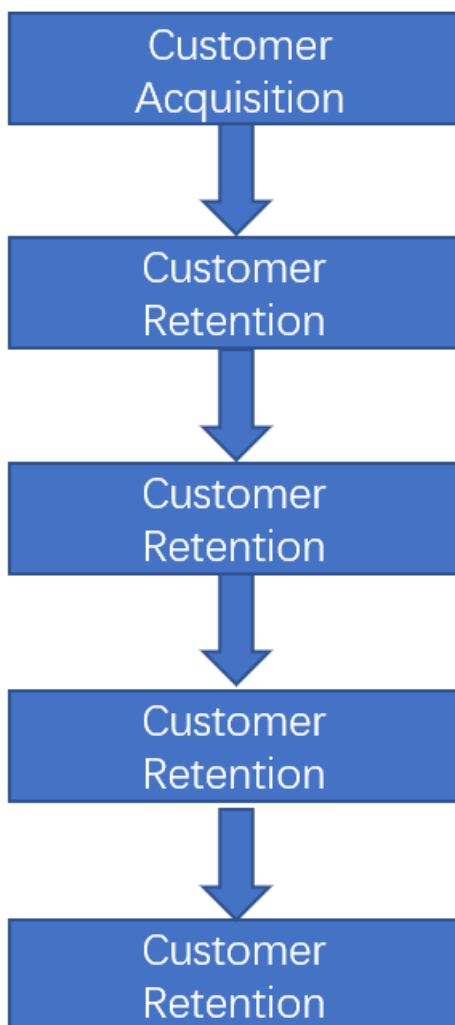 Customer
Acquisition
Customer
Retention
Customer
Retention
Customer
Retention
Customer
Retention